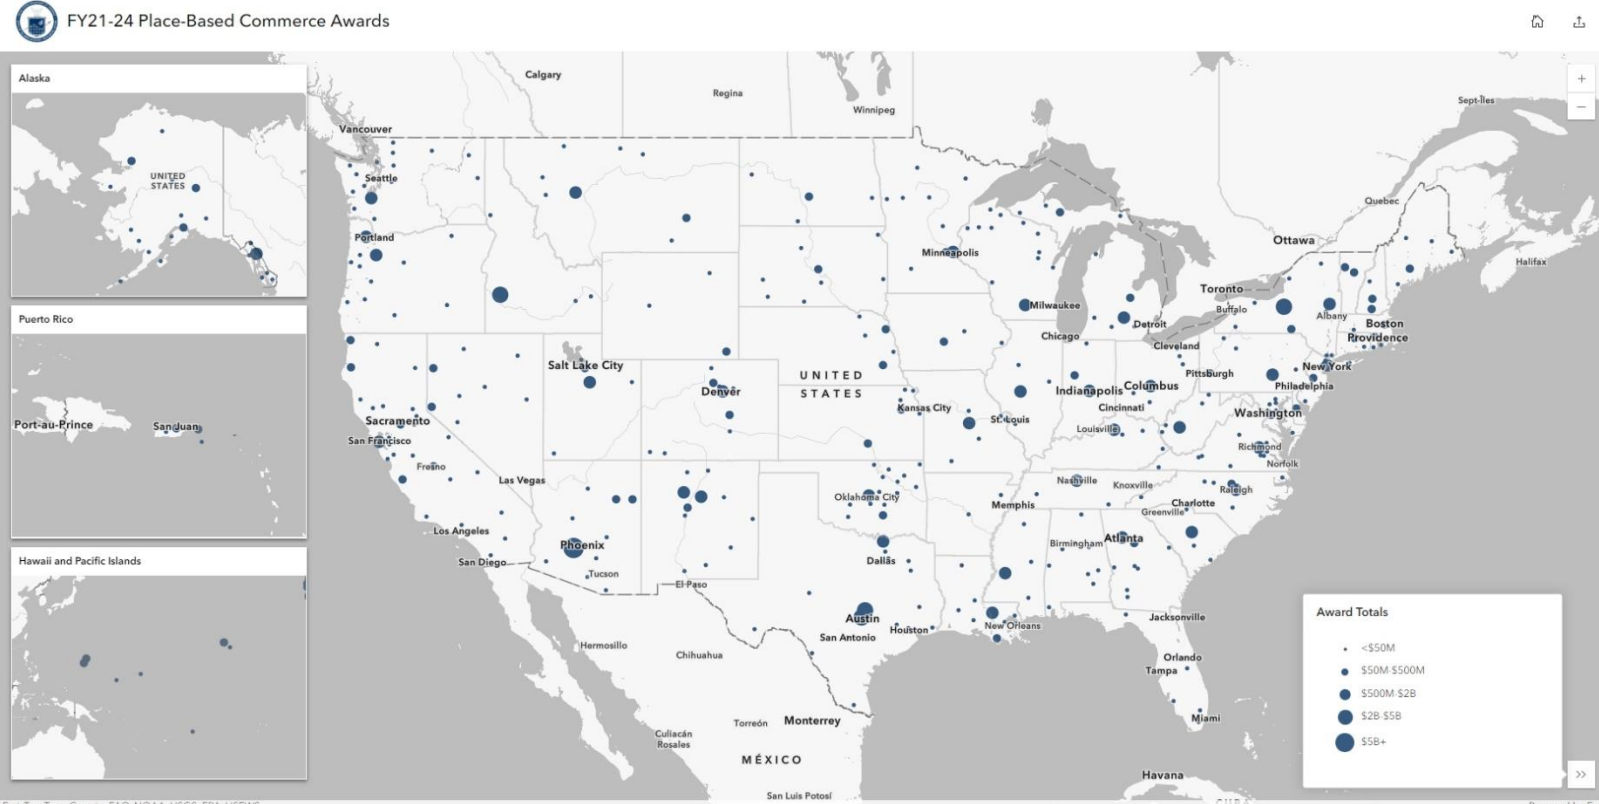 FY21-24 Place-Based Commerce Awards
Alaska
UNITED
STATES
Puerto Rico
Port-au-Prince
San Juan
Hawaii and Pacific Islands
Calgary
Regina
Winnipeg
Sept-Îles
Vancouver
Seattle
Quebec
Portland
Ottawa
Minneapolis
Halifax
Toronto
Milwaukee
Buffalo
Albany
Detroit
Boston
Chicago
Providence
Cleveland
Salt Lake City
New York
Pittsburgh
UNITED
STATES
Denver
Indianapolis
Columbus
Philadelphia
Kansas City
Cincinnati
Washington
Sacramento
St. Louis
Louisville
San Francisco
Richmond
Fresno
Norfolk
Las Vegas
Nashville
Knoxville
Raleigh
Oklahoma City
Memphis
Charlotte
Greenville
Los Angeles
Phoenix
Birmingham
Atlanta
San Diego
Dallas
Tucson
El Paso
Austin
Jacksonville
New Orleans
Houston
San Antonio
Hermosillo
Chihuahua
Orlando
Tampa
Miami
Torreón
Monterrey
Culiacán
Rosales
MÉXICO
Havana
San Luis Potosí
Award Totals
<$50M
$50M-$500M
$500M-$2B
$2B-$5B
$5B+